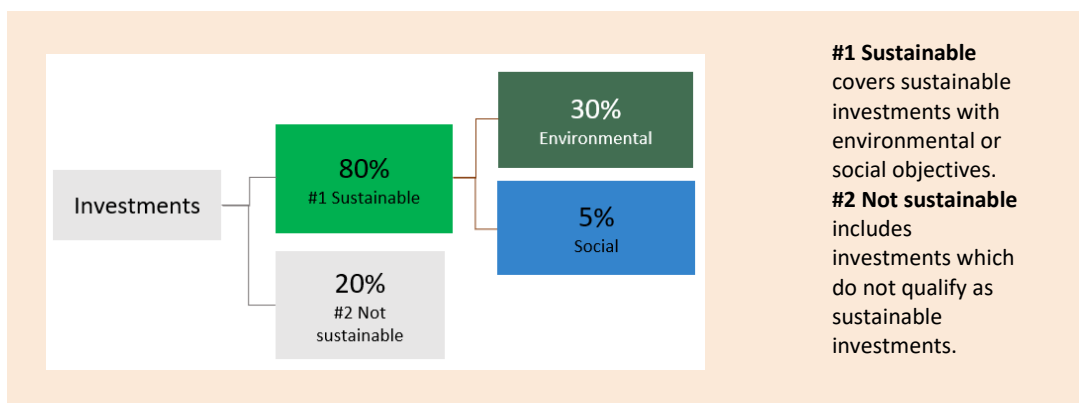 Investments
80%
#1 Sustainable
20%
#2 Not
sustainable
30%
Environmental
5%
Social
#1 Sustainable
covers sustainable
investments with
environmental or
social objectives.
#2 Not sustainable
includes
investments which
do not qualify as
sustainable
investments.